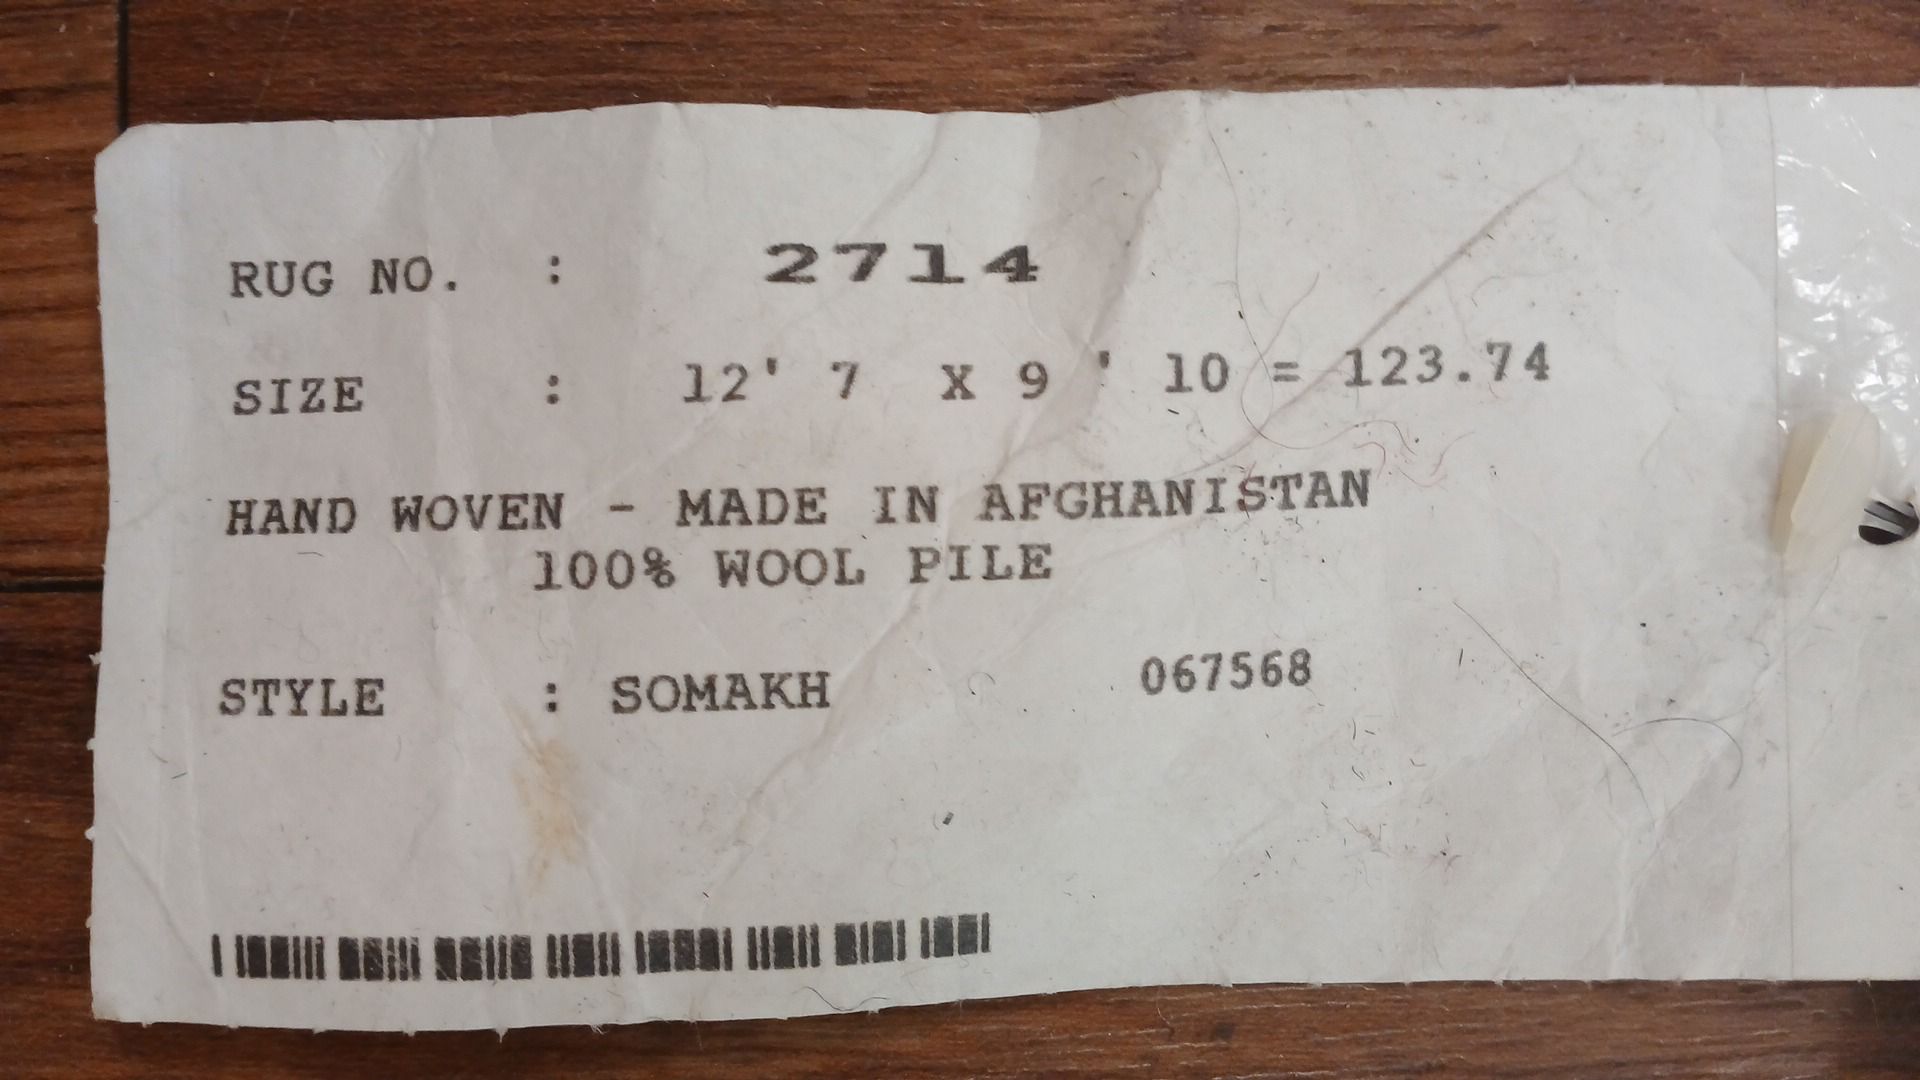 RUG NO. : 2714
SIZE : 12' 7 X 9 ' 10 = 123.74
HAND WOVEN - MADE IN AFGHANISTAN
100% WOOL PILE
STYLE : SOMAKH 067568